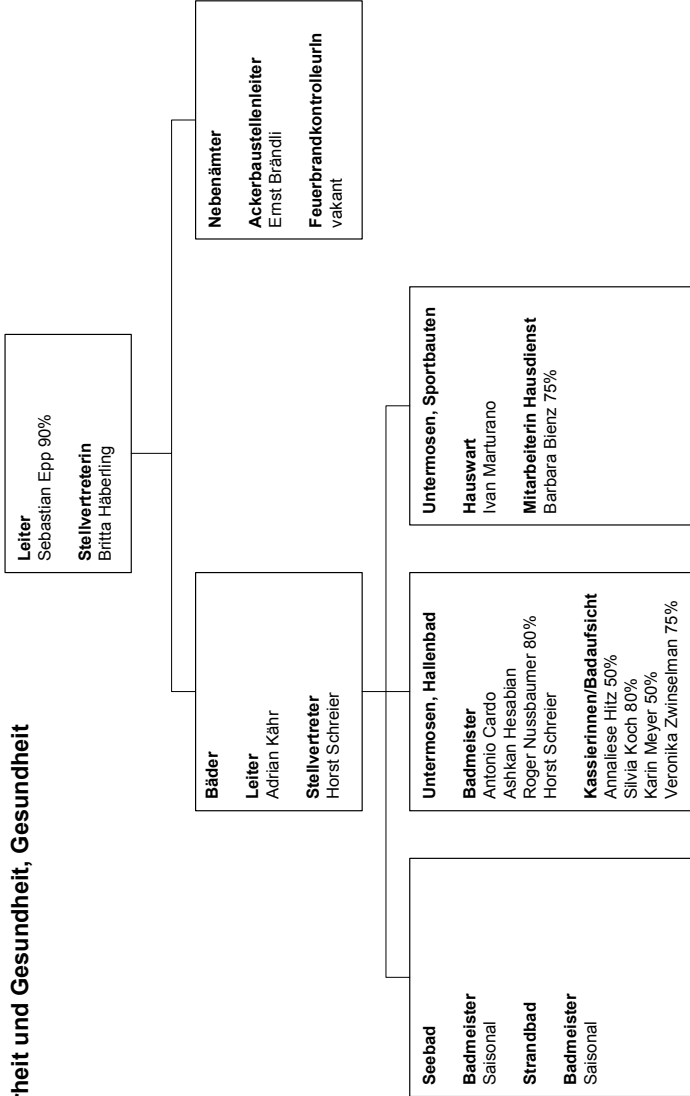 rheit und Gesundheit, Gesundheit
Leiter
Sebastian Epp 90%
Stellvertreterin
Britta Häberling
Bäder
Leiter
Adrian Kähr
Stellvertreter
Horst Schreier
Nebenämter
Ackerbaustellenleiter
Ernst Brändli
FeuerbrandkontrolleurIn
vakant
Seebad
Badmeister
Saisonal
Strandbad
Badmeister
Saisonal
Untermosen, Hallenbad
Badmeister
Antonio Cardo
Ashkan Hesabian
Roger Nussbaumer 80%
Horst Schreier
Kassierinnen/Badaufsicht
Annaliese Hitz 50%
Silvia Koch 80%
Karin Meyer 50%
Veronika Zwinselman 75%
Untermosen, Sportbauten
Hauswart
Ivan Marturano
Mitarbeiterin Hausdienst
Barbara Bienz 75%